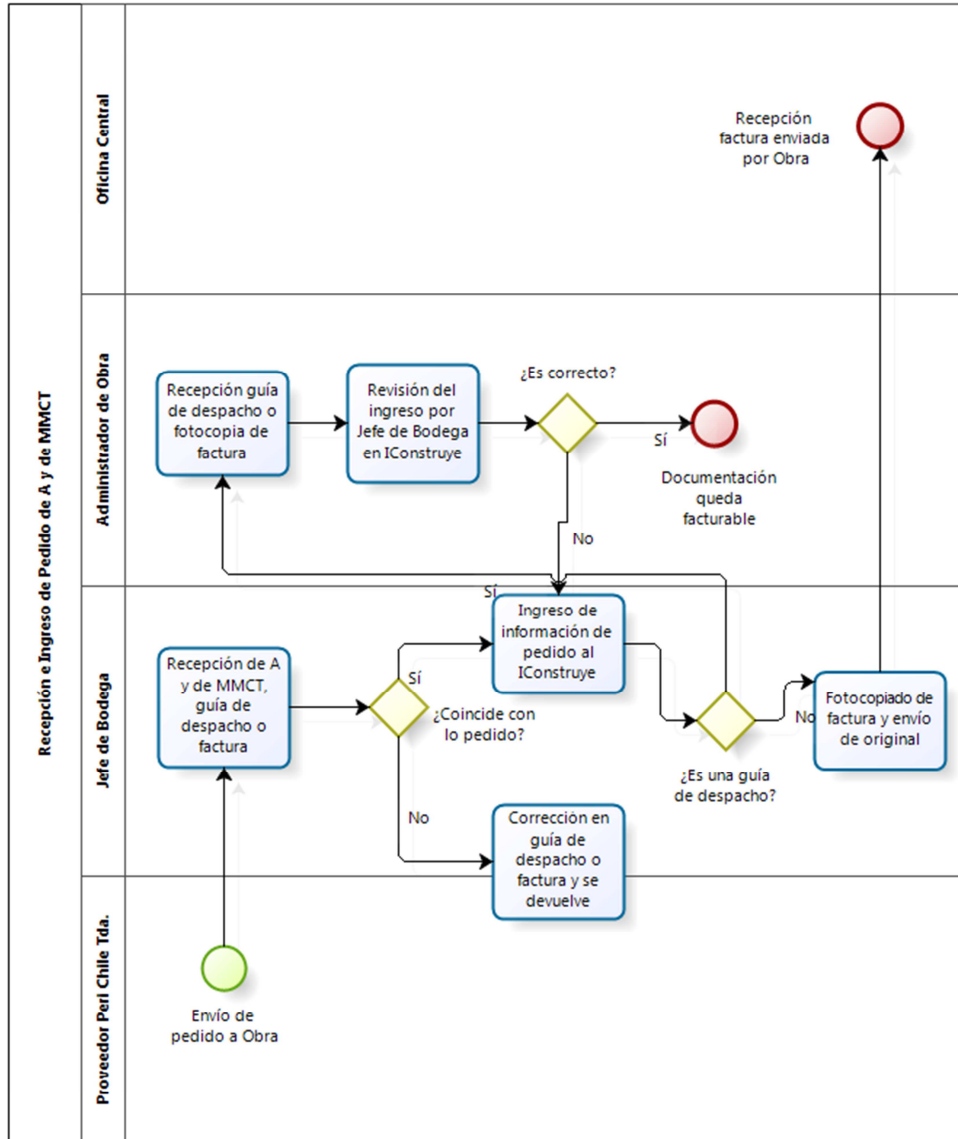 Recepción e Ingreso de Pedido de A y de MMCT
Oficina Central
Recepción
factura enviada
por Obra
Administrador de Obra
Recepción guía
de despacho o
fotocopia de
factura
Revisión del
ingreso por
Jefe de Bodega
en IConstruye
¿Es correcto?
Sí
Documentación
queda
facturable
No
Jefe de Bodega
Recepción de A
y de MMCT,
guía de
despacho o
factura
Sí
¿Coincide con
lo pedido?
No
Sí
Ingreso de
información de
pedido al
IConstruye
Corrección en
guía de
despacho o
factura y se
devuelve
¿Es una guía
de despacho?
No
Fotocopiado de
factura y envío
de original
Proveedor Peri Chile Tda.
Envío de
pedido a Obra